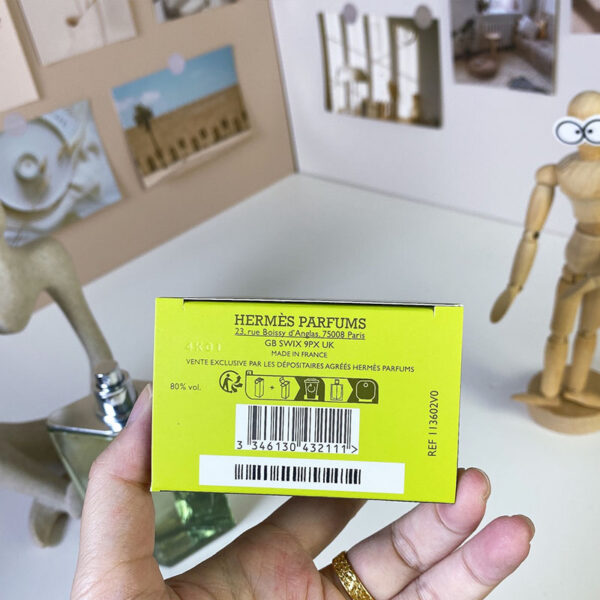 HERMÈS PARFUMS
23, rue Boissy d'Anglas, 75008 Paris
GB SW1X 9PX UK
MADE IN FRANCE
VENTE EXCLUSIVE PAR LES DÉPOSITAIRES AGRÉÉS HERMÈS PARFUMS
80% vol.
3 346130 432111 >
REF 113602V0